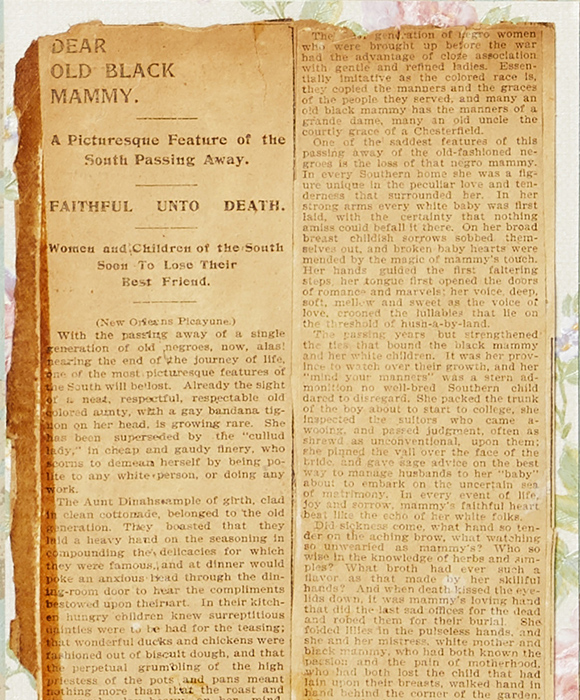 DEAR
OLD BLACK
MAMMY.
A Picturesque Feature of the
South Passing Away.
FAITHFUL UNTO DEATH.
Women and Children of the South
Soon To Lose Their
Best Friend.
(New Orleans Picayune.)
With the passing away of a single
generation of old negroes, now, alas!
nearing the end of the journey of life,
one of the most picturesque features of
the South will be lost. Already the sight
of a neat, respectful, respectable old
colored aunty, with a gay bandana tig-
non on her head, is growing rare. She
has been superseded by the "cullud
lady," in cheap and gaudy finery, who
scorns to demean herself by being po-
lite to any white person, or doing any
work.
The Aunt Dinah sample of girth, clad
in clean cottonade, belonged to the old
generation. They boasted that they
laid a heavy hand on the seasoning in
compounding the delicacies for which
they were famous, and at dinner would
poke an anxious head through the din-
ing-room door to hear the compliments
bestowed upon their art. In their kitch-
en hungry children knew surreptitious
dainties were to be had for the teasing;
that wonderful ducks and chickens were
fashioned out of biscuit dough, and that
the perpetual grumbling of the high
priestess of the pots and pans meant
nothing more than that the roast and
The generation of negro women
who were brought up before the war
had the advantage of close association
with gentle and refined ladies. Essen-
tially imitative as the colored race is,
they copied the manners and the graces
of the people they served, and many an
old black mammy has the manners of a
grande dame, many an old uncle the
courtly grace of a Chesterfield.
One of the saddest features of this
passing away of the old-fashioned ne-
groes is the loss of that negro mammy.
In every Southern home she was a fig-
ure unique in the peculiar love and ten-
derness that surrounded her. In her
strong arms every white baby was first
laid, with the certainty that nothing
amiss could befall it there. On her broad
breast childish sorrows sobbed them-
selves out, and broken baby hearts were
mended by the magic of mammy's touch.
Her hands guided the first faltering
steps, her tongue first opened the doors
of romance and marvels; her voice, deep,
soft, mellow and sweet as the voice of
love, crooned the lullabies that lie on
the threshold of hush-a-by-land.
The passing years but strengthened
the ties that bound the black mammy
and her white children. It was her prov-
ince to watch over their growth, and her
"mind your manners" was a stern ad-
monition no well-bred Southern child
dared to disregard. She packed the trunk
of the boy about to start to college, she
inspected the suitors who came a-
wooing, and passed judgment, often as
shrewd as unconventional, upon them;
she pinned the vail over the face of the
bride, and gave sage advice on the best
way to manage husbands to her "baby"
about to embark on the uncertain sea
of matrimony. In every event of life,
joy and sorrow, mammy's faithful heart
beat like the echo of her white folks.
Did sickness come, what hand so ten-
der on the aching brow, what watching
so unwearied as mammy's? Who so
wise in the knowledge of herbs and sim-
ples? What broth had ever such a
flavor as that made by her skillful
hands? And when death kissed the eye-
lids down, it was mammy's loving hand
that did the last sad offices for the dead
and robed them for their burial. She
folded lilies in the pulseless hands, and
she and her mistress, white mother and
black mammy, who had both known the
passion and the pain of motherhood,
who had both lost the child that had
lain upon their breasts, walked hand in
hand behind the corner of the